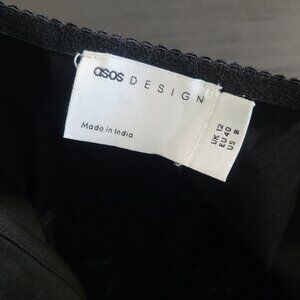 asos DESIGN
Made in India
UK 12
EU 40
US 8